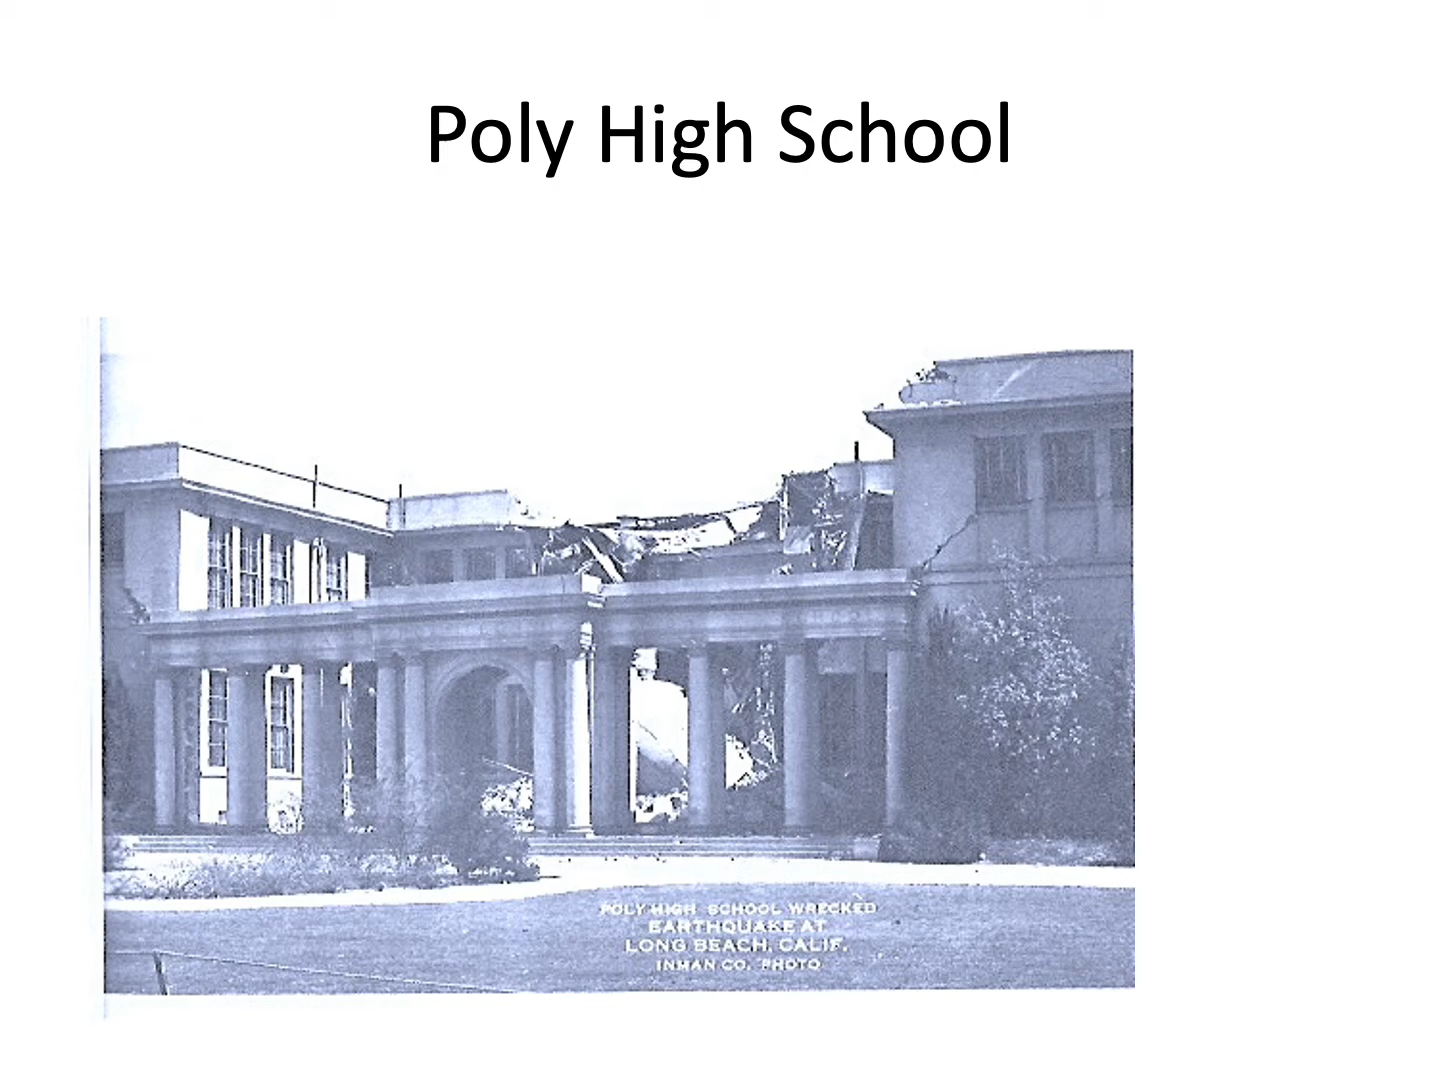 Poly High School
POLY HIGH SCHOOL WRECKED
EARTHQUAKE AT
LONG BEACH, CALIF.
INMAN CO. PHOTO